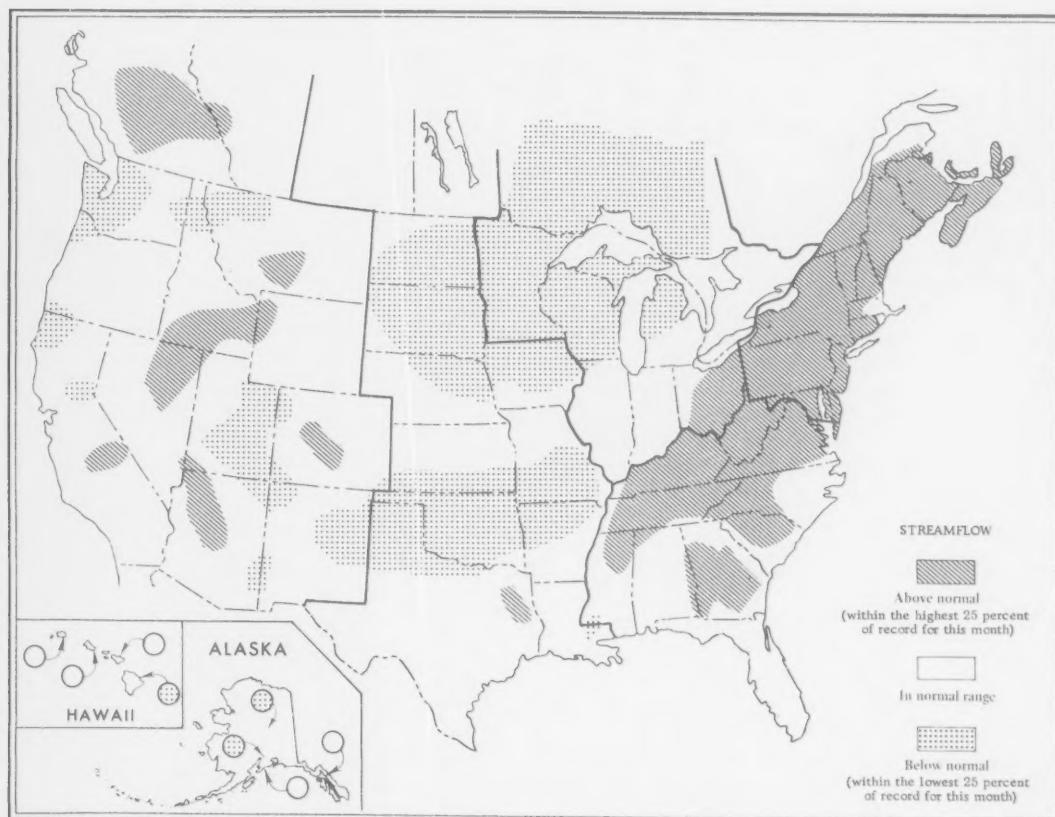 STREAMFLOW
Above normal
(within the highest 25 percent
of record for this month)
In normal range
Below normal
(within the lowest 25 percent
of record for this month)
ALASKA
HAWAII